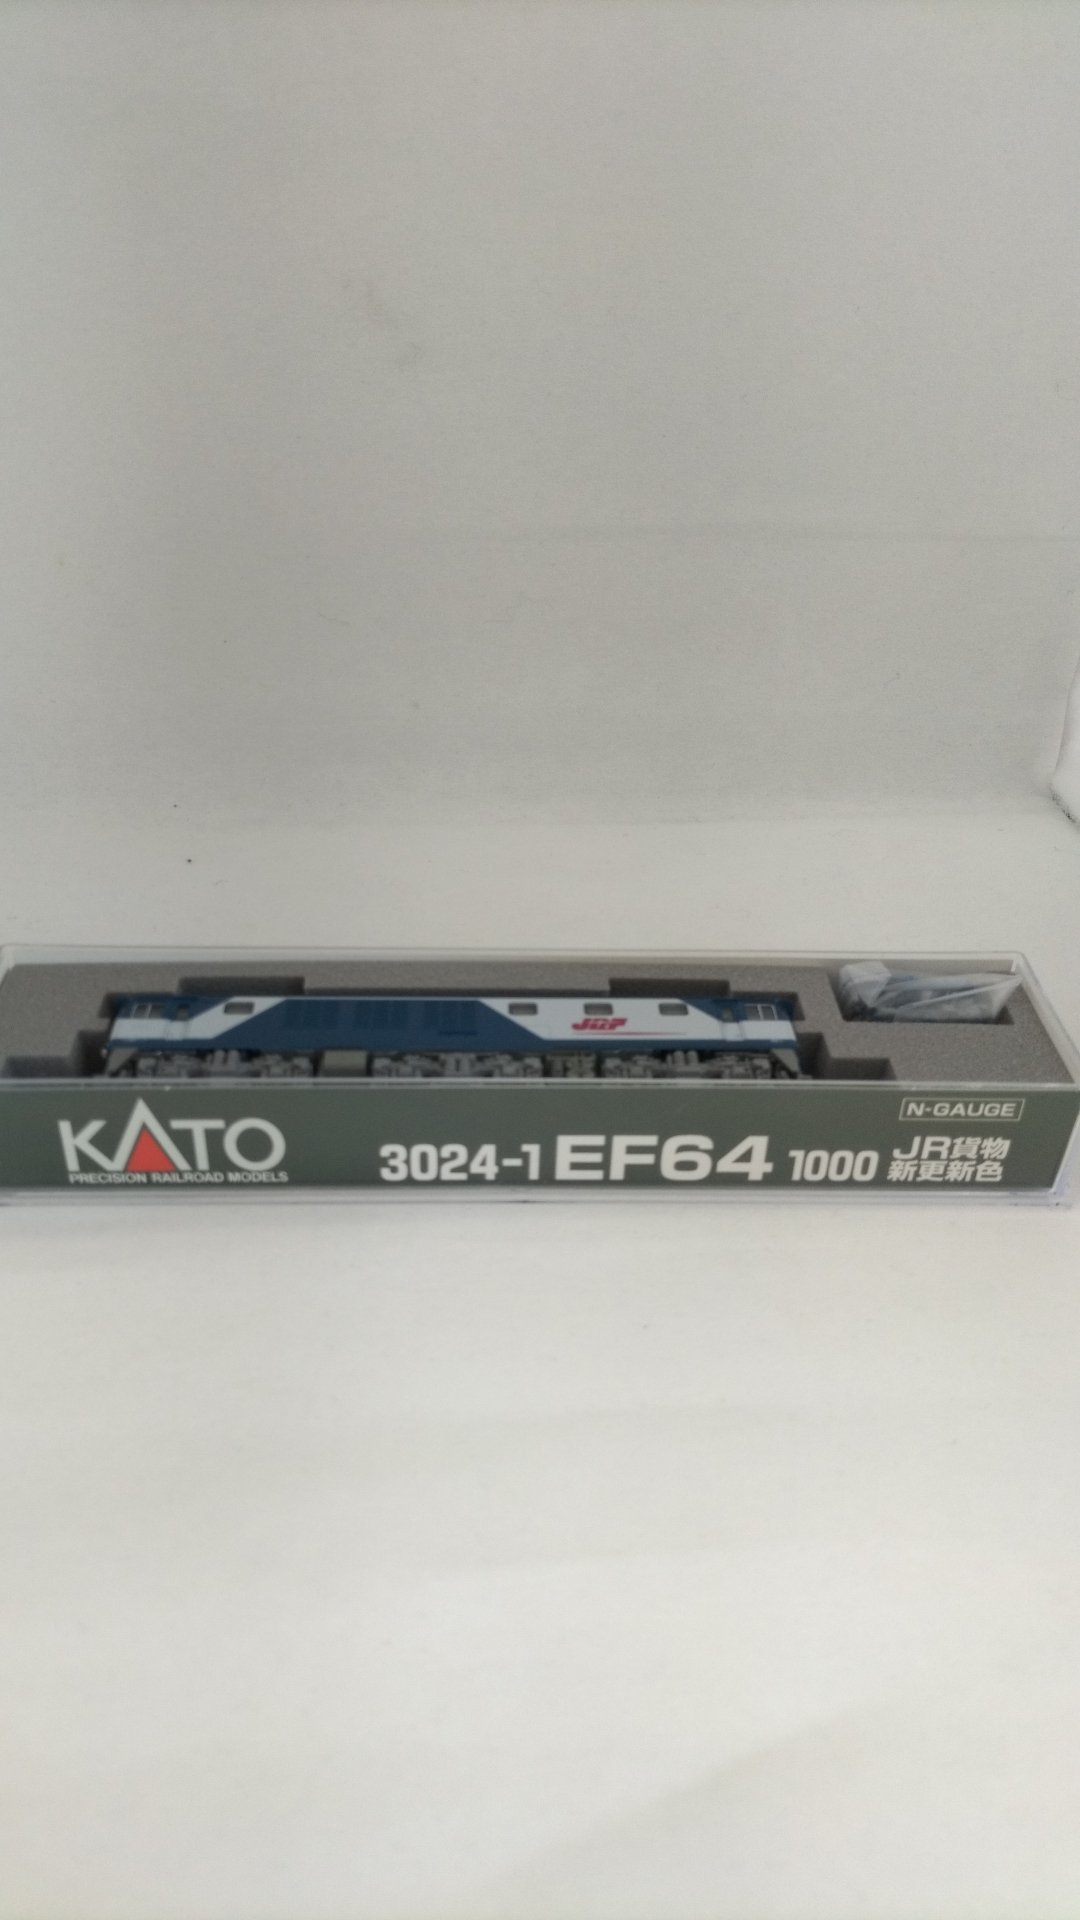 JRF
N-GAUGE
KATO
PRECISION RAILROAD MODELS
3024-1 EF64 1000 JR貨物
新更新色